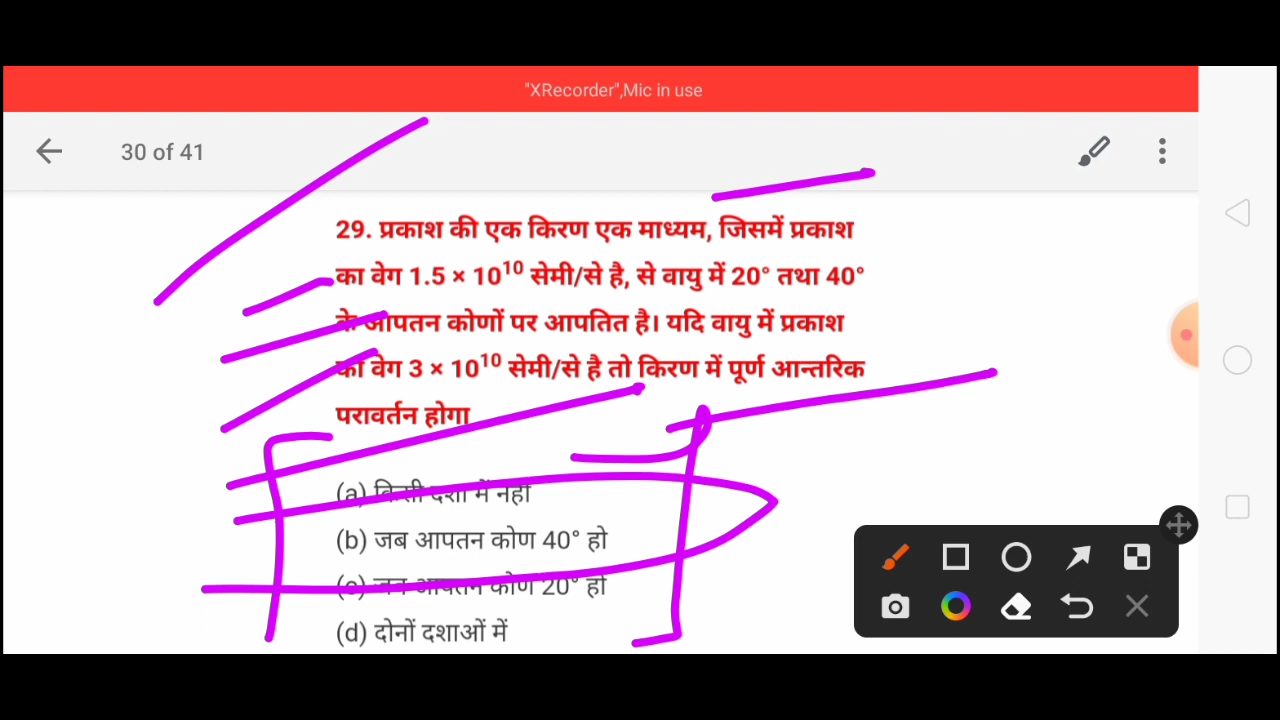 "XRecorder",Mic in use
30 of 41
29. प्रकाश की एक किरण एक माध्यम, जिसमें प्रकाश
का वेग 1.5 × 10¹⁰ सेमी/से है, से वायु में 20° तथा 40°
के आपतन कोणों पर आपतित है। यदि वायु में प्रकाश
का वेग 3 × 10¹⁰ सेमी/से है तो किरण में पूर्ण आन्तरिक
परावर्तन होगा
(a) किसी दशा में नहीं
(b) जब आपतन कोण 40° हो
(c) जब आपतन कोण 20° हो
(d) दोनों दशाओं में